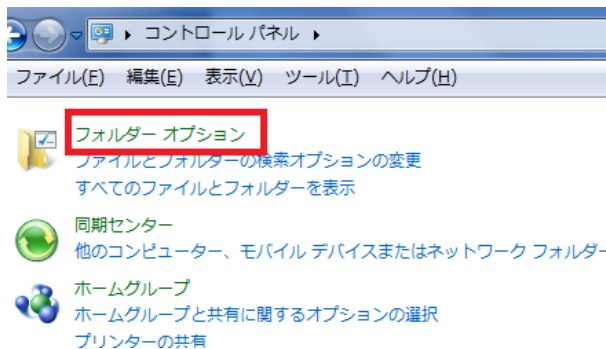 コントロール パネル
ファイル(F) 編集(E) 表示(V) ツール(T) ヘルプ(H)
フォルダー オプション
ファイルとフォルダーの検索オプションの変更
すべてのファイルとフォルダーを表示
同期センター
他のコンピューター、モバイル デバイスまたはネットワーク フォルダー
ホームグループ
ホームグループと共有に関するオプションの選択
プリンターの共有